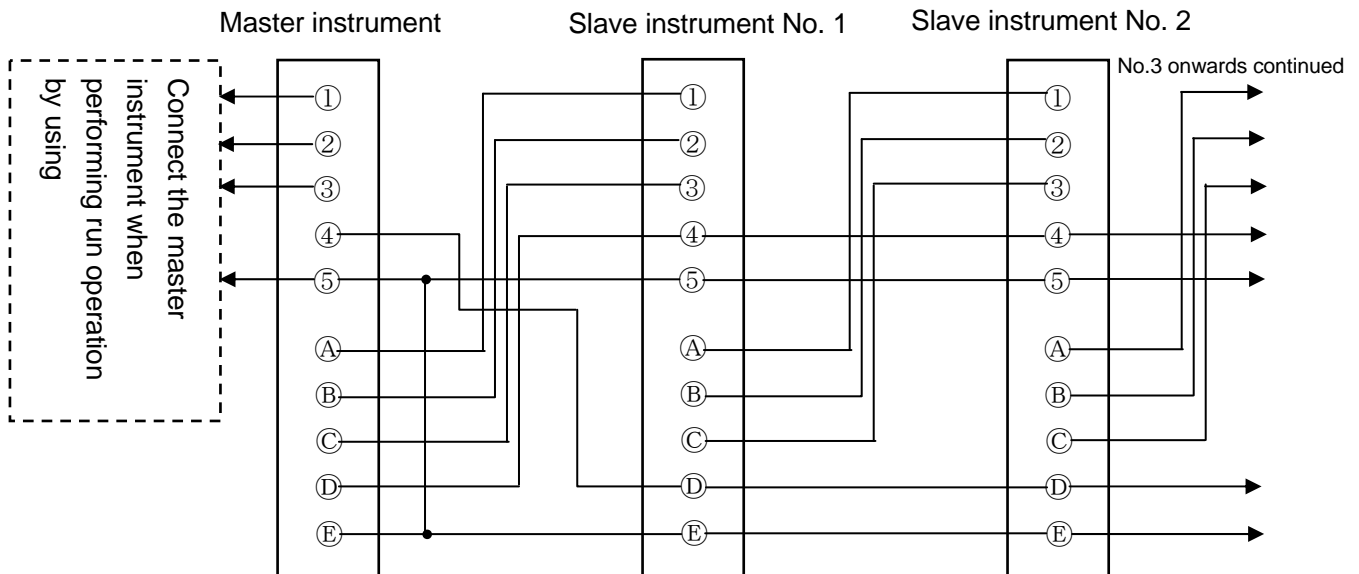 Master instrument
Slave instrument No. 1
Slave instrument No. 2
No.3 onwards continued
Connect the master
instrument when
performing run operation
by using
① ① ①
② ② ②
③ ③ ③
④ ④ ④
⑤ ⑤ ⑤
Ⓐ Ⓐ Ⓐ
Ⓑ Ⓑ Ⓑ
Ⓒ Ⓒ Ⓒ
Ⓓ Ⓓ Ⓓ
Ⓔ Ⓔ Ⓔ